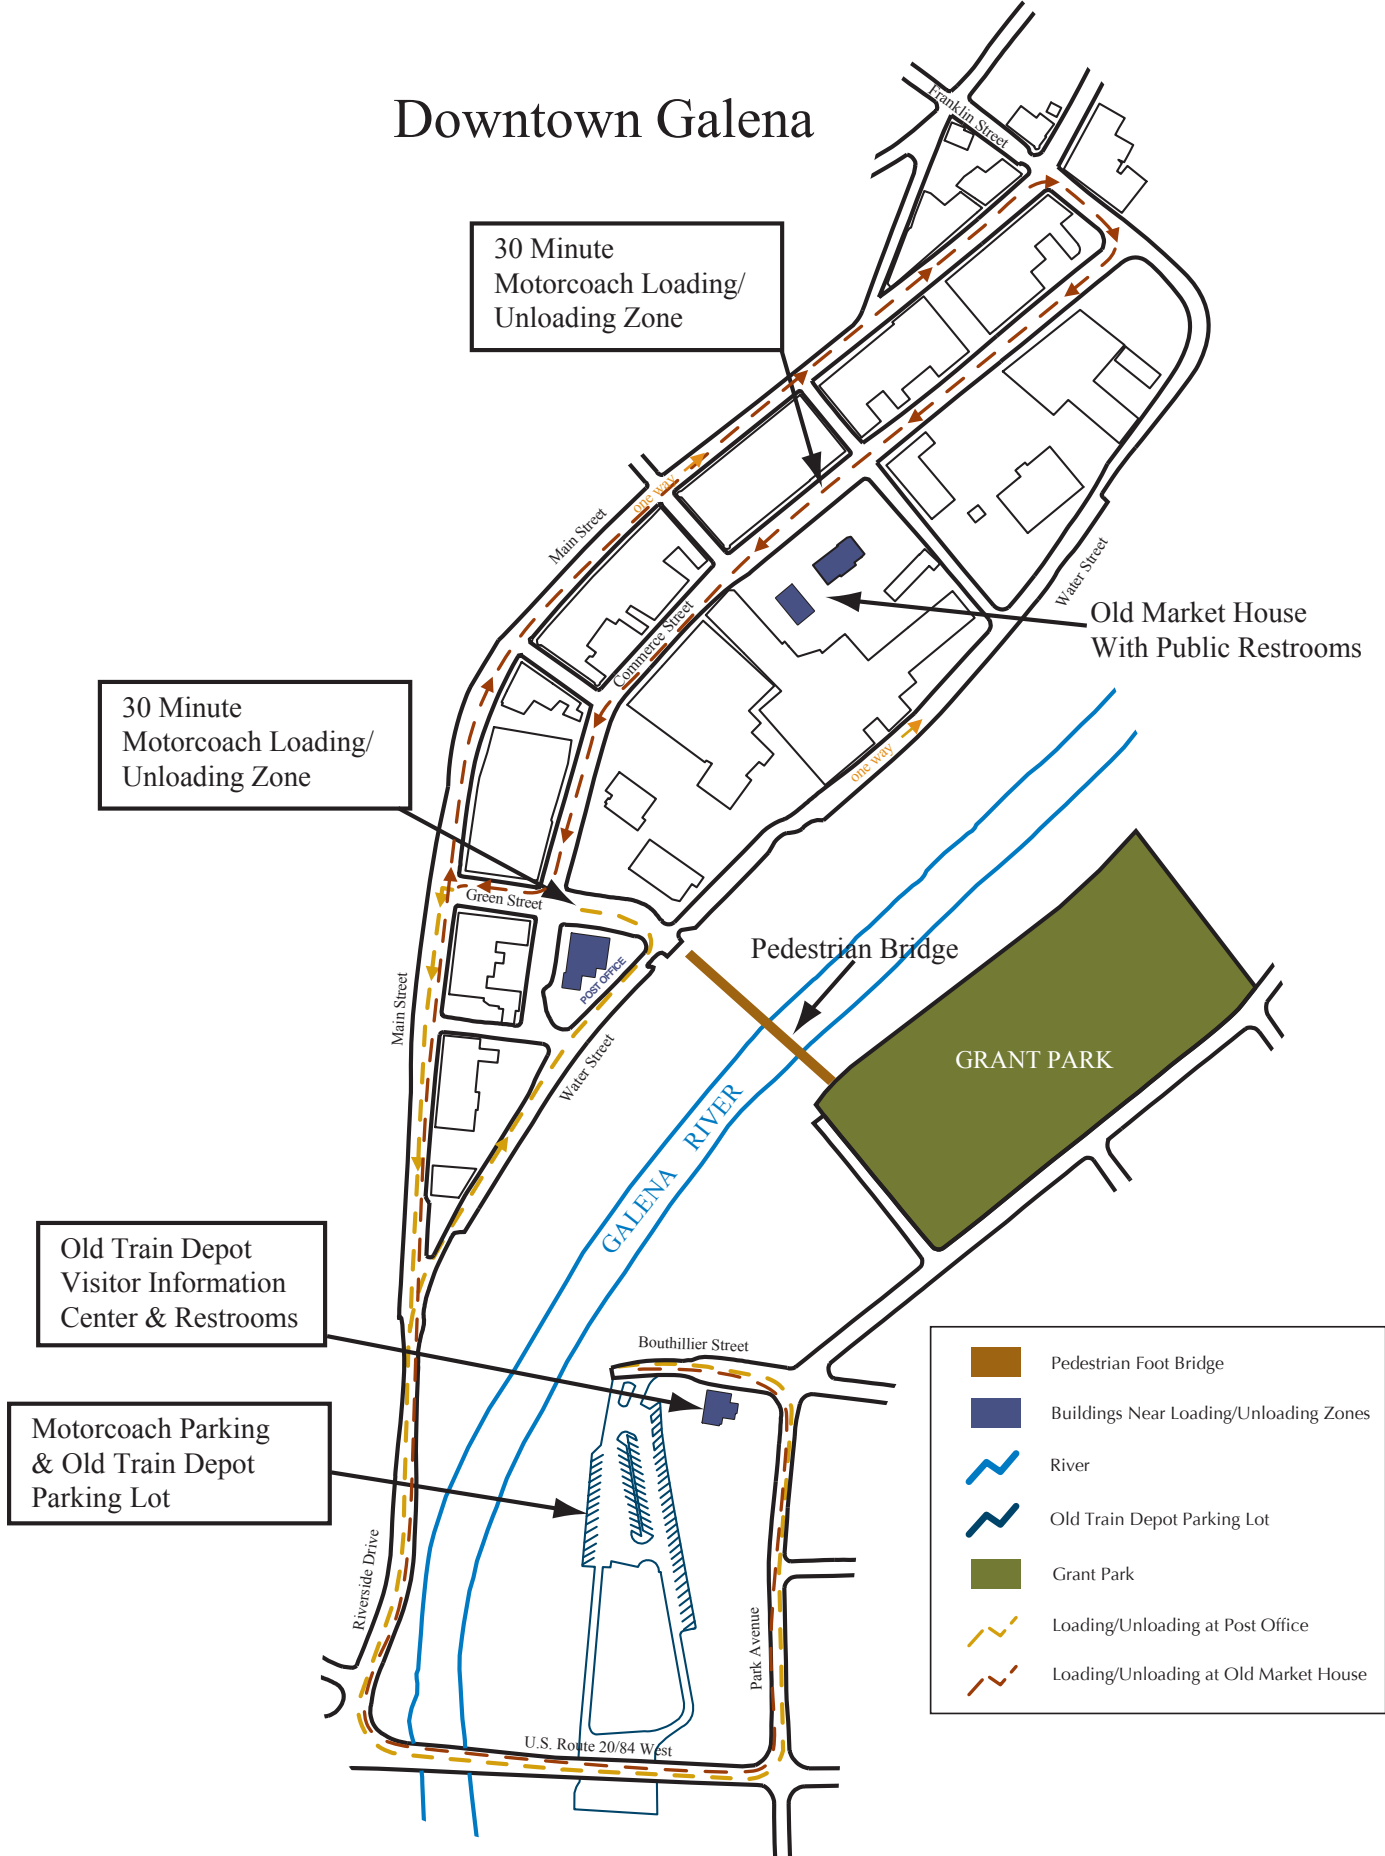 Downtown Galena
Franklin Street
30 Minute
Motorcoach Loading/
Unloading Zone
one way
Main Street
Water Street
Old Market House
With Public Restrooms
Commerce Street
30 Minute
Motorcoach Loading/
Unloading Zone
one way
Green Street
Pedestrian Bridge
POST OFFICE
Main Street
Water Street
GRANT PARK
GALENA RIVER
Old Train Depot
Visitor Information
Center & Restrooms
Bouthillier Street
Motorcoach Parking
& Old Train Depot
Parking Lot
Riverside Drive
Park Avenue
U.S. Route 20/84 West
Pedestrian Foot Bridge
Buildings Near Loading/Unloading Zones
River
Old Train Depot Parking Lot
Grant Park
Loading/Unloading at Post Office
Loading/Unloading at Old Market House